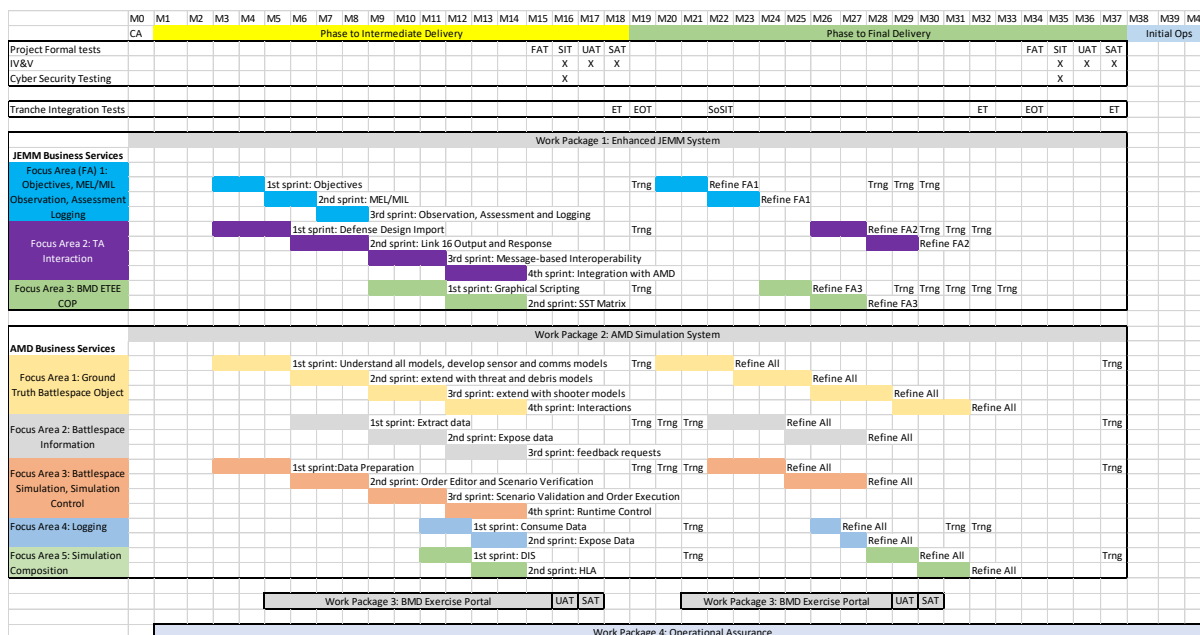 M0 M1 M2 M3 M4 M5 M6 M7 M8 M9 M10 M11 M12 M13 M14 M15 M16 M17 M18 M19 M20 M21 M22 M23 M24 M25 M26 M27 M28 M29 M30 M31 M32 M33 M34 M35 M36 M37 M38 M39
CA Phase to Intermediate Delivery Phase to Final Delivery Initial Ops
Project Formal tests FAT SIT UAT SAT FAT SIT UAT SAT
IV&V X X X X X X
Cyber Security Testing X X
Tranche Integration Tests ET EOT SoSIT ET EOT ET
Work Package 1: Enhanced JEMM System
JEMM Business Services
Focus Area (FA) 1:
Objectives, MEL/MIL 1st sprint: Objectives Trng Refine FA1 Trng Trng Trng
Observation, Assessment 2nd sprint: MEL/MIL Refine FA1
Logging 3rd sprint: Observation, Assessment and Logging
1st sprint: Defense Design Import Trng Refine FA2 Trng Trng Trng
Focus Area 2: TA 2nd sprint: Link 16 Output and Response Refine FA2
Interaction 3rd sprint: Message-based Interoperability
4th sprint: Integration with AMD
Focus Area 3: BMD ETEE 1st sprint: Graphical Scripting Trng Refine FA3 Trng Trng Trng Trng Trng
COP 2nd sprint: SST Matrix Refine FA3
Work Package 2: AMD Simulation System
AMD Business Services
1st sprint: Understand all models, develop sensor and comms models Trng Refine All Trng
Focus Area 1: Ground 2nd sprint: extend with threat and debris models Refine All
Truth Battlespace Object 3rd sprint: extend with shooter models Refine All
4th sprint: Interactions Refine All
Focus Area 2: Battlespace 1st sprint: Extract data Trng Trng Trng Refine All Trng
Information 2nd sprint: Expose data Refine All
3rd sprint: feedback requests
1st sprint:Data Preparation Trng Trng Trng Refine All Trng
Focus Area 3: Battlespace 2nd sprint: Order Editor and Scenario Verification Refine All
Simulation, Simulation 3rd sprint: Scenario Validation and Order Execution
Control 4th sprint: Runtime Control
Focus Area 4: Logging 1st sprint: Consume Data Trng Refine All Trng Trng
2nd sprint: Expose Data Refine All
Focus Area 5: Simulation 1st sprint: DIS Trng Refine All Trng
Composition 2nd sprint: HLA Refine All
Work Package 3: BMD Exercise Portal UAT SAT Work Package 3: BMD Exercise Portal UAT SAT
Work Package 4: Operational Assurance